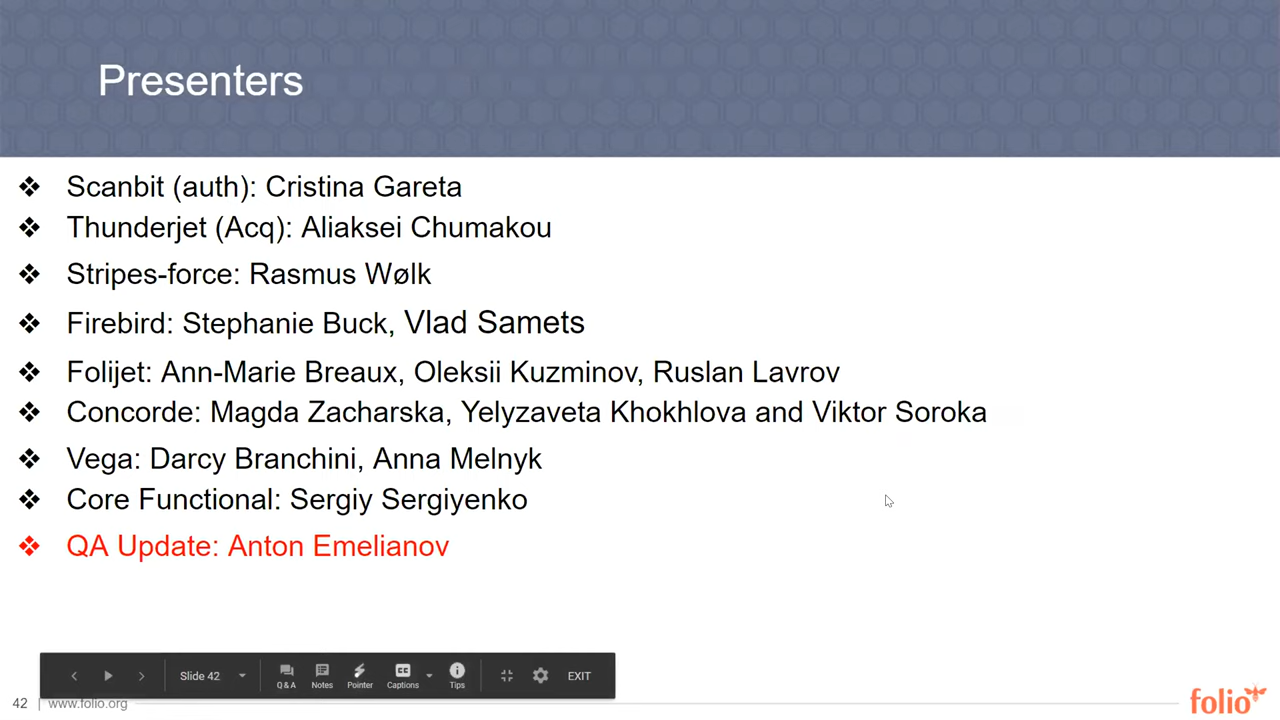 Presenters
❖ Scanbit (auth): Cristina Gareta
❖ Thunderjet (Acq): Aliaksei Chumakou
❖ Stripes-force: Rasmus Wølk
❖ Firebird: Stephanie Buck, Vlad Samets
❖ Folijet: Ann-Marie Breaux, Oleksii Kuzminov, Ruslan Lavrov
❖ Concorde: Magda Zacharska, Yelyzaveta Khokhlova and Viktor Soroka
❖ Vega: Darcy Branchini, Anna Melnyk
❖ Core Functional: Sergiy Sergiyenko
❖ QA Update: Anton Emelianov
Slide 42 Q & A Notes Pointer CC Captions Tips EXIT
42 | www.folio.org
folio